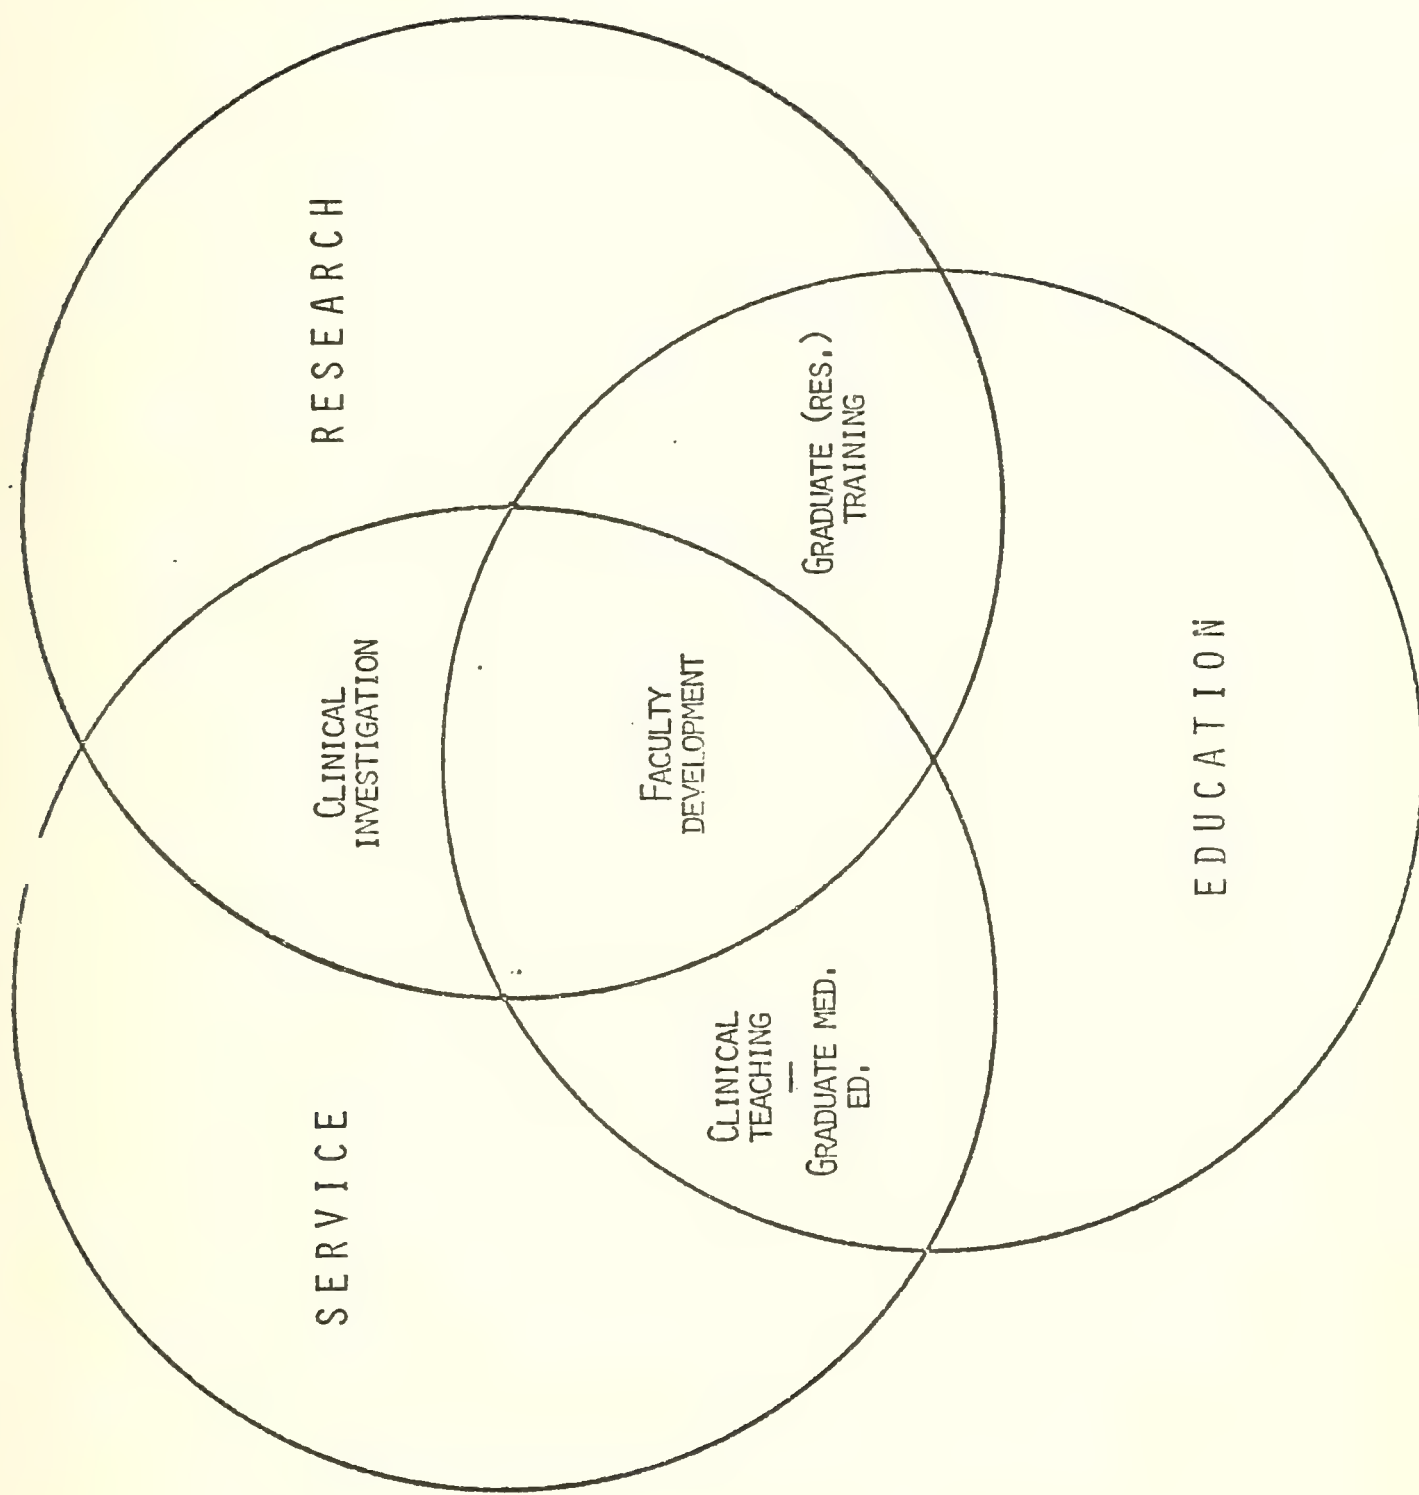 SERVICE
RESEARCH
CLINICAL
INVESTIGATION
FACULTY
DEVELOPMENT
CLINICAL
TEACHING
—
GRADUATE MED.
ED.
GRADUATE (RES.)
TRAINING
EDUCATION